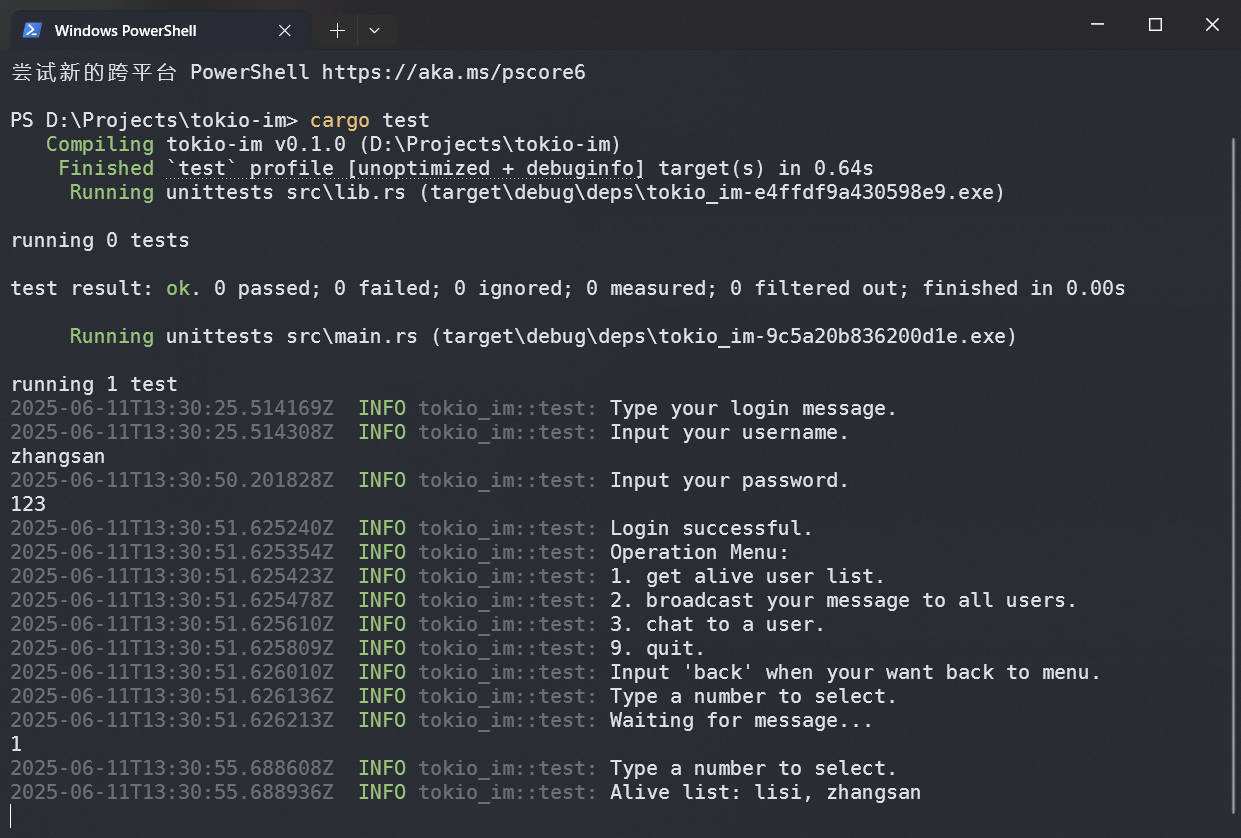 Windows PowerShell
尝试新的跨平台 PowerShell https://aka.ms/pscore6
PS D:\Projects\tokio-im> cargo test
Compiling tokio-im v0.1.0 (D:\Projects\tokio-im)
Finished `test` profile [unoptimized + debuginfo] target(s) in 0.64s
Running unittests src\lib.rs (target\debug\deps\tokio_im-e4ffdf9a430598e9.exe)
running 0 tests
test result: ok. 0 passed; 0 failed; 0 ignored; 0 measured; 0 filtered out; finished in 0.00s
Running unittests src\main.rs (target\debug\deps\tokio_im-9c5a20b836200d1e.exe)
running 1 test
2025-06-11T13:30:25.514169Z  INFO tokio_im::test: Type your login message.
2025-06-11T13:30:25.514308Z  INFO tokio_im::test: Input your username.
zhangsan
2025-06-11T13:30:50.201828Z  INFO tokio_im::test: Input your password.
123
2025-06-11T13:30:51.625240Z  INFO tokio_im::test: Login successful.
2025-06-11T13:30:51.625354Z  INFO tokio_im::test: Operation Menu:
2025-06-11T13:30:51.625423Z  INFO tokio_im::test: 1. get alive user list.
2025-06-11T13:30:51.625478Z  INFO tokio_im::test: 2. broadcast your message to all users.
2025-06-11T13:30:51.625610Z  INFO tokio_im::test: 3. chat to a user.
2025-06-11T13:30:51.625809Z  INFO tokio_im::test: 9. quit.
2025-06-11T13:30:51.626010Z  INFO tokio_im::test: Input 'back' when your want back to menu.
2025-06-11T13:30:51.626136Z  INFO tokio_im::test: Type a number to select.
2025-06-11T13:30:51.626213Z  INFO tokio_im::test: Waiting for message...
1
2025-06-11T13:30:55.688608Z  INFO tokio_im::test: Type a number to select.
2025-06-11T13:30:55.688936Z  INFO tokio_im::test: Alive list: lisi, zhangsan